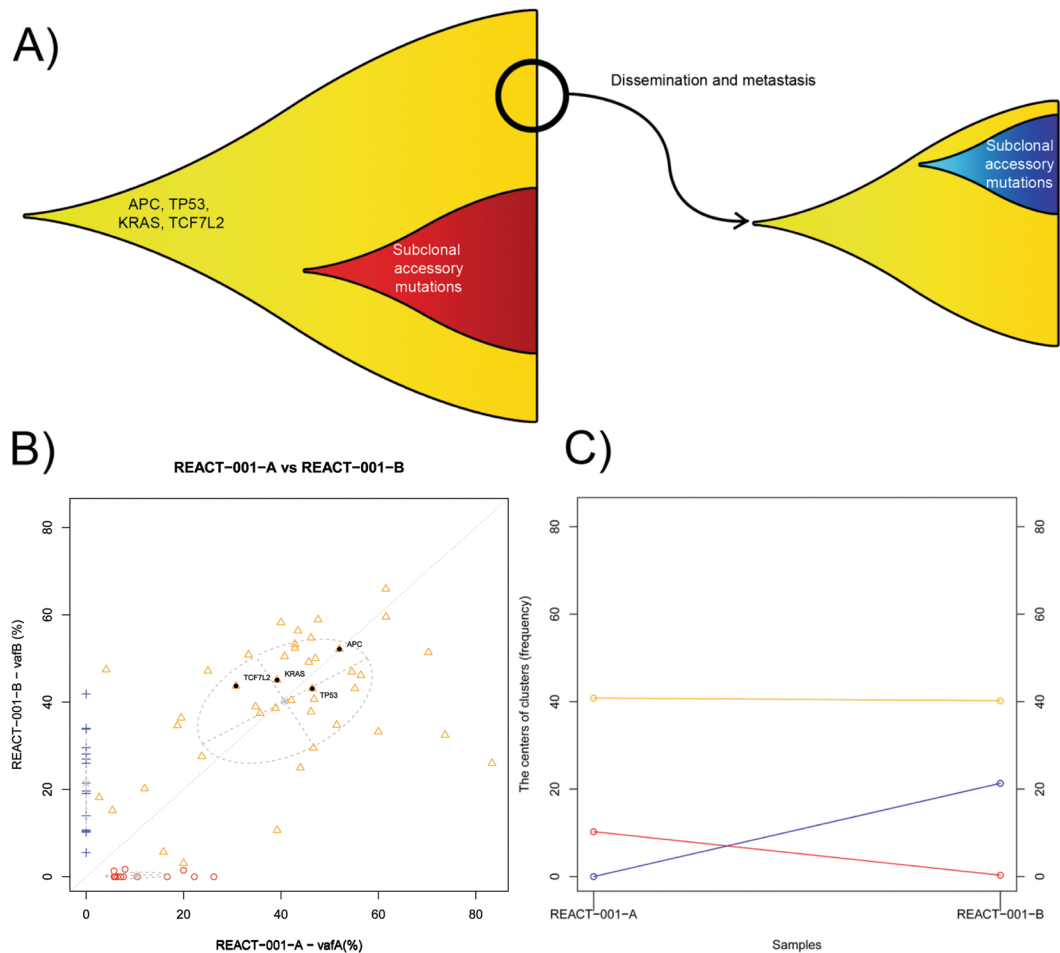 A)
Dissemination and metastasis
APC, TP53,
KRAS, TCF7L2
Subclonal
accessory
mutations
Subclonal
accessory
mutations
B)
REACT−001−A vs REACT−001−B
REACT−001−B − vafB (%)
80
60
40
20
0
APC
TCF7L2
KRAS
TP53
0 20 40 60 80
REACT−001−A − vafA(%)
C)
The centers of clusters (frequency)
80
60
40
20
0
80
60
40
20
0
REACT−001−A
REACT−001−B
Samples